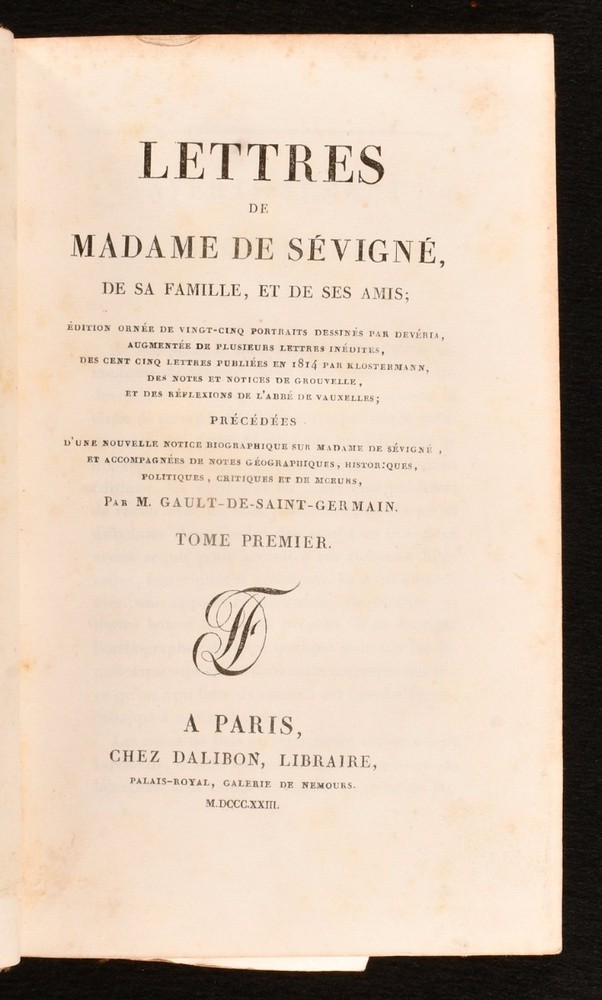 LETTRES
DE
MADAME DE SÉVIGNÉ,
DE SA FAMILLE, ET DE SES AMIS;
ÉDITION ORNÉE DE VINGT-CINQ PORTRAITS DESSINÉS PAR DEVÉRIA,
AUGMENTÉE DE PLUSIEURS LETTRES INÉDITES,
DES CENT CINQ LETTRES PUBLIÉES EN 1814 PAR KLOSTERMANN,
DES NOTES ET NOTICES DE GROUVELLE,
ET DES RÉFLEXIONS DE L'ABBÉ DE VAUXELLES;
PRÉCÉDÉES
D'UNE NOUVELLE NOTICE BIOGRAPHIQUE SUR MADAME DE SÉVIGNÉ,
ET ACCOMPAGNÉES DE NOTES GÉOGRAPHIQUES, HISTORIQUES,
POLITIQUES, CRITIQUES ET DE MOEURS,
PAR M. GAULT-DE-SAINT-GERMAIN.
TOME PREMIER.
A PARIS,
CHEZ DALIBON, LIBRAIRE,
PALAIS-ROYAL, GALERIE DE NEMOURS.
M.DCCC.XXIII.